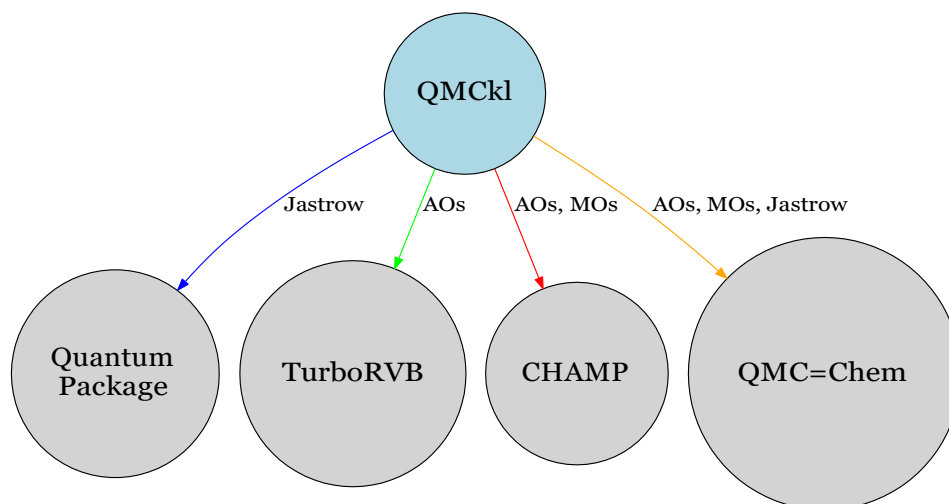 QMCkl
Jastrow
AOs
AOs, MOs
AOs, MOs, Jastrow
Quantum
Package
TurboRVB
CHAMP
QMC=Chem